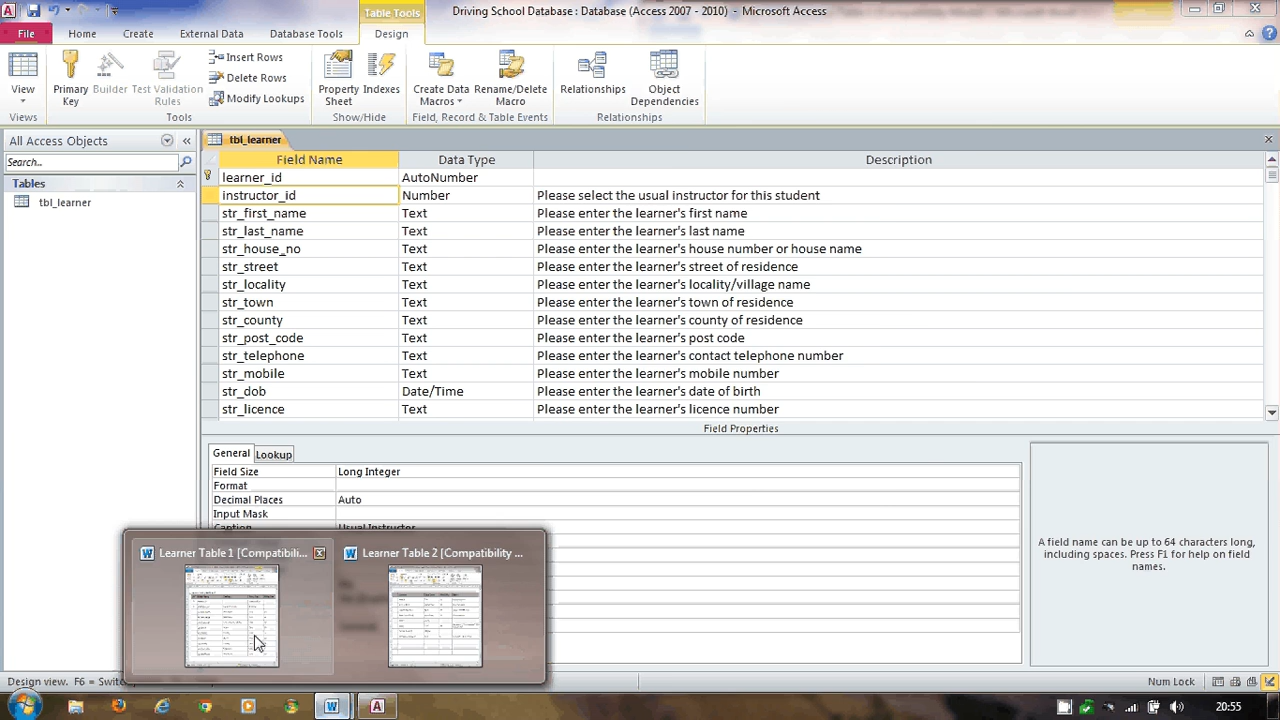 Driving School Database: Database (Access 2007 - 2010) - Microsoft Access
Table Tools
File Home Create External Data Database Tools Design
View
Primary Key
Builder
Test Validation Rules
Insert Rows
Delete Rows
Modify Lookups
Property Sheet
Indexes
Create Data Macros
Rename/Delete Macro
Relationships
Object Dependencies
Views Tools Show/Hide Field, Record & Table Events Relationships
All Access Objects
Search...
Tables
tbl_learner
tbl_learner
Field Name Data Type Description
learner_id AutoNumber
instructor_id Number Please select the usual instructor for this student
str_first_name Text Please enter the learner's first name
str_last_name Text Please enter the learner's last name
str_house_no Text Please enter the learner's house number or house name
str_street Text Please enter the learner's street of residence
str_locality Text Please enter the learner's locality/village name
str_town Text Please enter the learner's town of residence
str_county Text Please enter the learner's county of residence
str_post_code Text Please enter the learner's post code
str_telephone Text Please enter the learner's contact telephone number
str_mobile Text Please enter the learner's mobile number
str_dob Date/Time Please enter the learner's date of birth
str_licence Text Please enter the learner's licence number
Field Properties
General Lookup
Field Size Long Integer
Format
Decimal Places Auto
Input Mask
Caption Usual Instructor
A field name can be up to 64 characters long, including spaces. Press F1 for help on field names.
Learner Table 1 [Compatibili...
Learner Table 2 [Compatibility ...
Design view. F6 = Switc
Num Lock
20:55